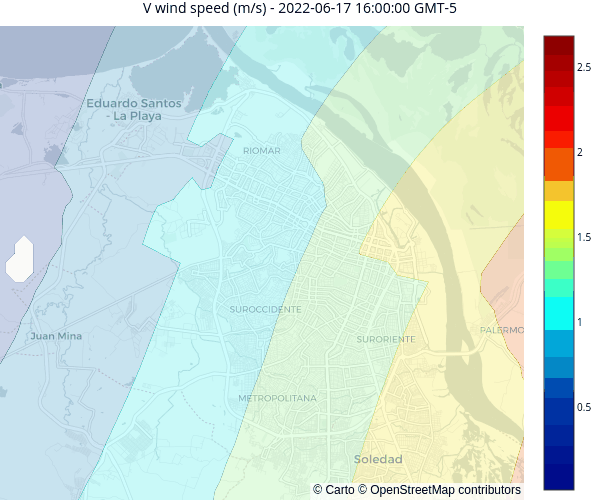 V wind speed (m/s) - 2022-06-17 16:00:00 GMT-5
2.5
Eduardo Santos
- La Playa
RIOMAR
2
1.5
SUROCCIDENTE
1
Juan Mina
SURORIENTE
PALERMO
METROPOLITANA
0.5
Soledad
© Carto © OpenStreetMap contributors